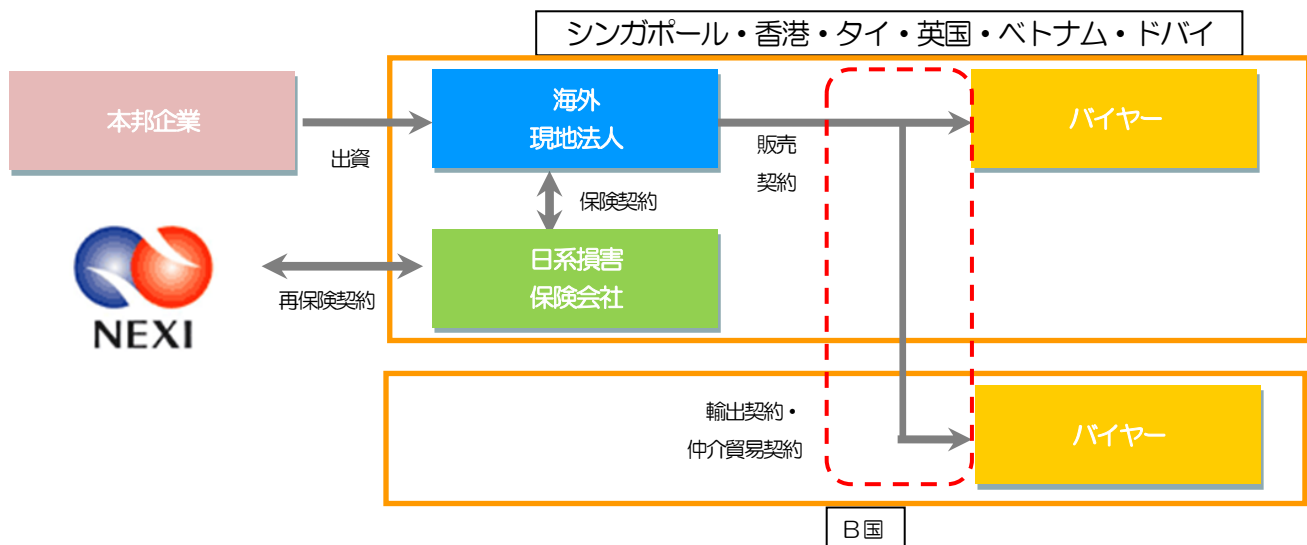 シンガポール・香港・タイ・英国・ベトナム・ドバイ
本邦企業
出資
海外
現地法人
販売
契約
バイヤー
保険契約
日系損害
保険会社
再保険契約
NEXI
輸出契約・
仲介貿易契約
バイヤー
B国